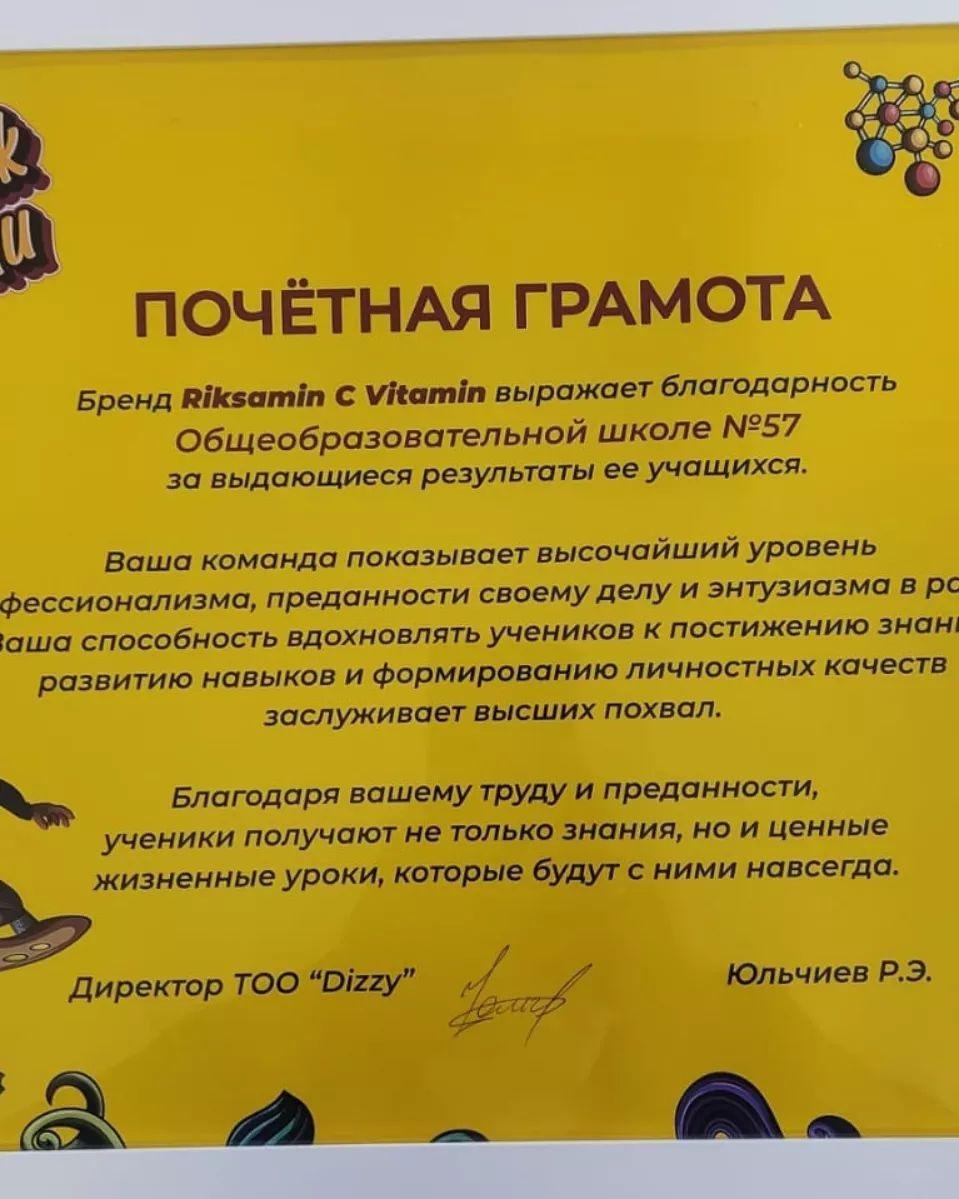 ПОЧЁТНАЯ ГРАМОТА
Бренд Riksamin C Vitamin выражает благодарность
Общеобразовательной школе №57
за выдающиеся результаты ее учащихся.
Ваша команда показывает высочайший уровень
фессионализма, преданности своему делу и энтузиазма в
Ваша способность вдохновлять учеников к постижению знан
развитию навыков и формированию личностных качеств
заслуживает высших похвал.
Благодаря вашему труду и преданности,
ученики получают не только знания, но и ценные
жизненные уроки, которые будут с ними навсегда.
Директор ТОО “Dizzy” Юльчиев Р.Э.